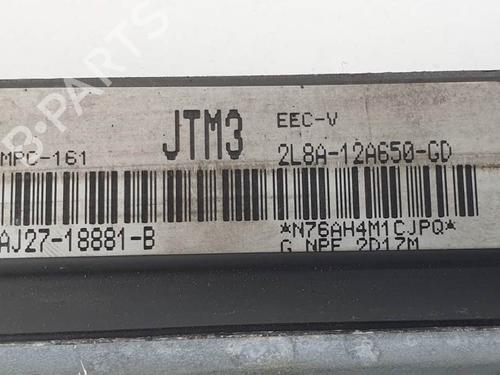 B-PARTS
JTM3
EEC-V
MPC-161
2L8A-12A650-GD
AJ27-18881-B
*N76AH4M1CJPQ*
G NPE 2D17M